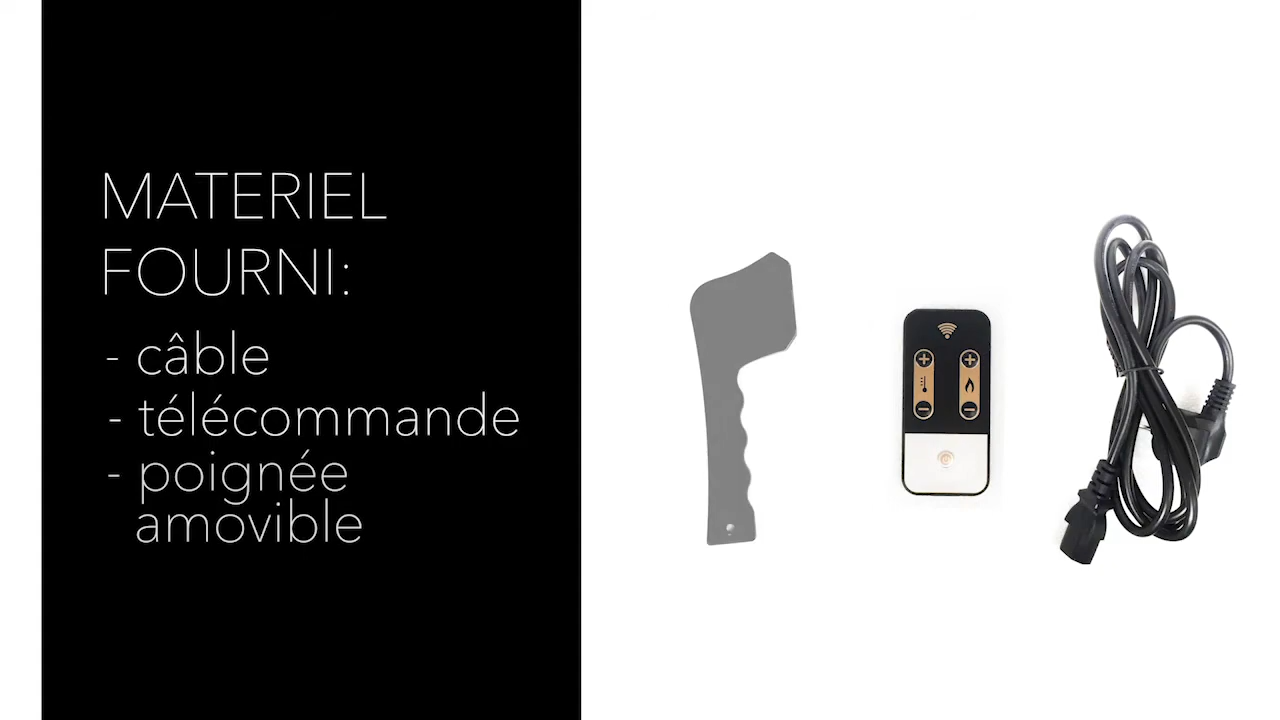 MATERIEL
FOURNI:
- câble
- télécommande
- poignée
amovible